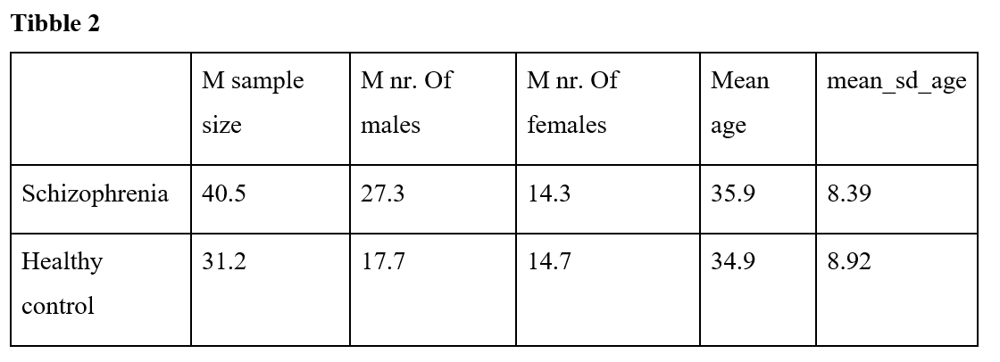 Tibble 2
M sample size
M nr. Of males
M nr. Of females
Mean age
mean_sd_age
Schizophrenia 40.5 27.3 14.3 35.9 8.39
Healthy control 31.2 17.7 14.7 34.9 8.92